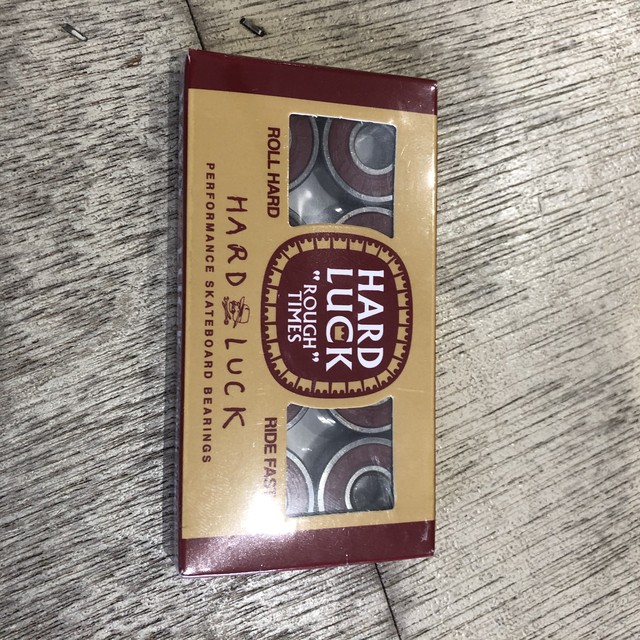 HARD
LUCK
"ROUGH"
TIMES
ROLL HARD
RIDE FAST
HARD LUCK
PERFORMANCE SKATEBOARD BEARINGS